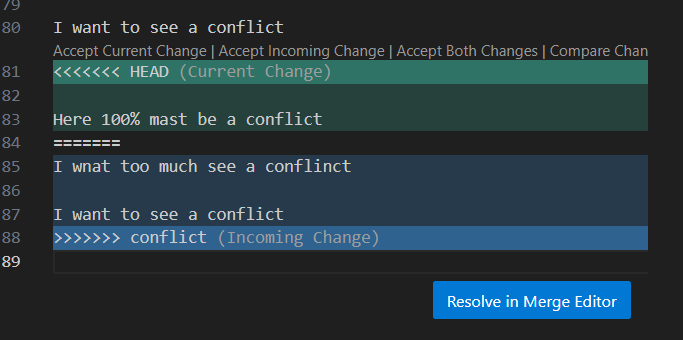 79
80 I want to see a conflict
Accept Current Change | Accept Incoming Change | Accept Both Changes | Compare Chan
81 <<<<<<< HEAD (Current Change)
82
83 Here 100% mast be a conflict
84 =======
85 I wnat too much see a conflinct
86
87 I want to see a conflict
88 >>>>>>> conflict (Incoming Change)
89
Resolve in Merge Editor